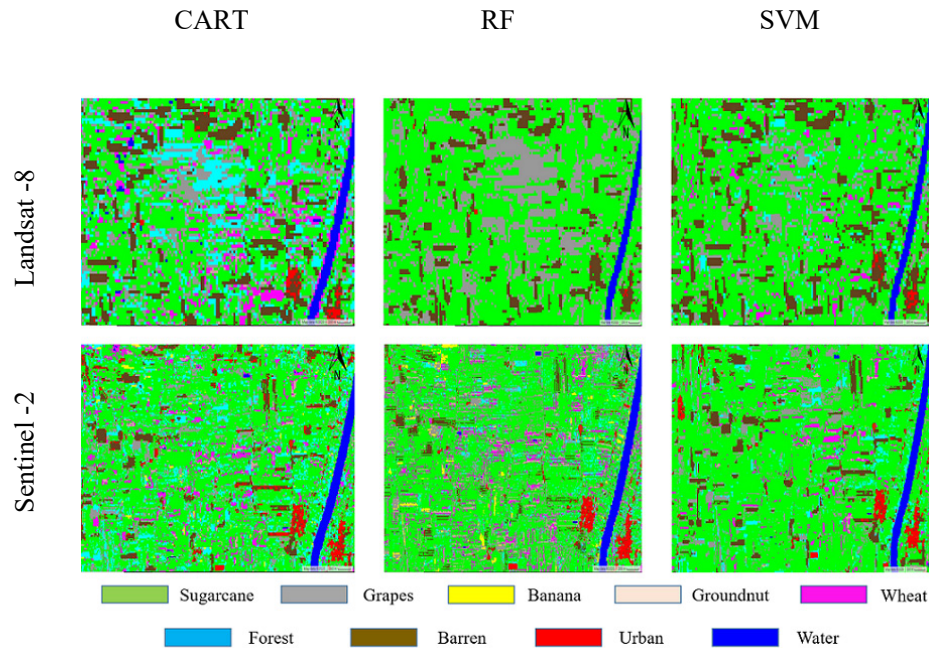 CART RF SVM
Landsat -8
N N N
Sentinel -2
N N N
Sugarcane Grapes Banana Groundnut Wheat
Forest Barren Urban Water